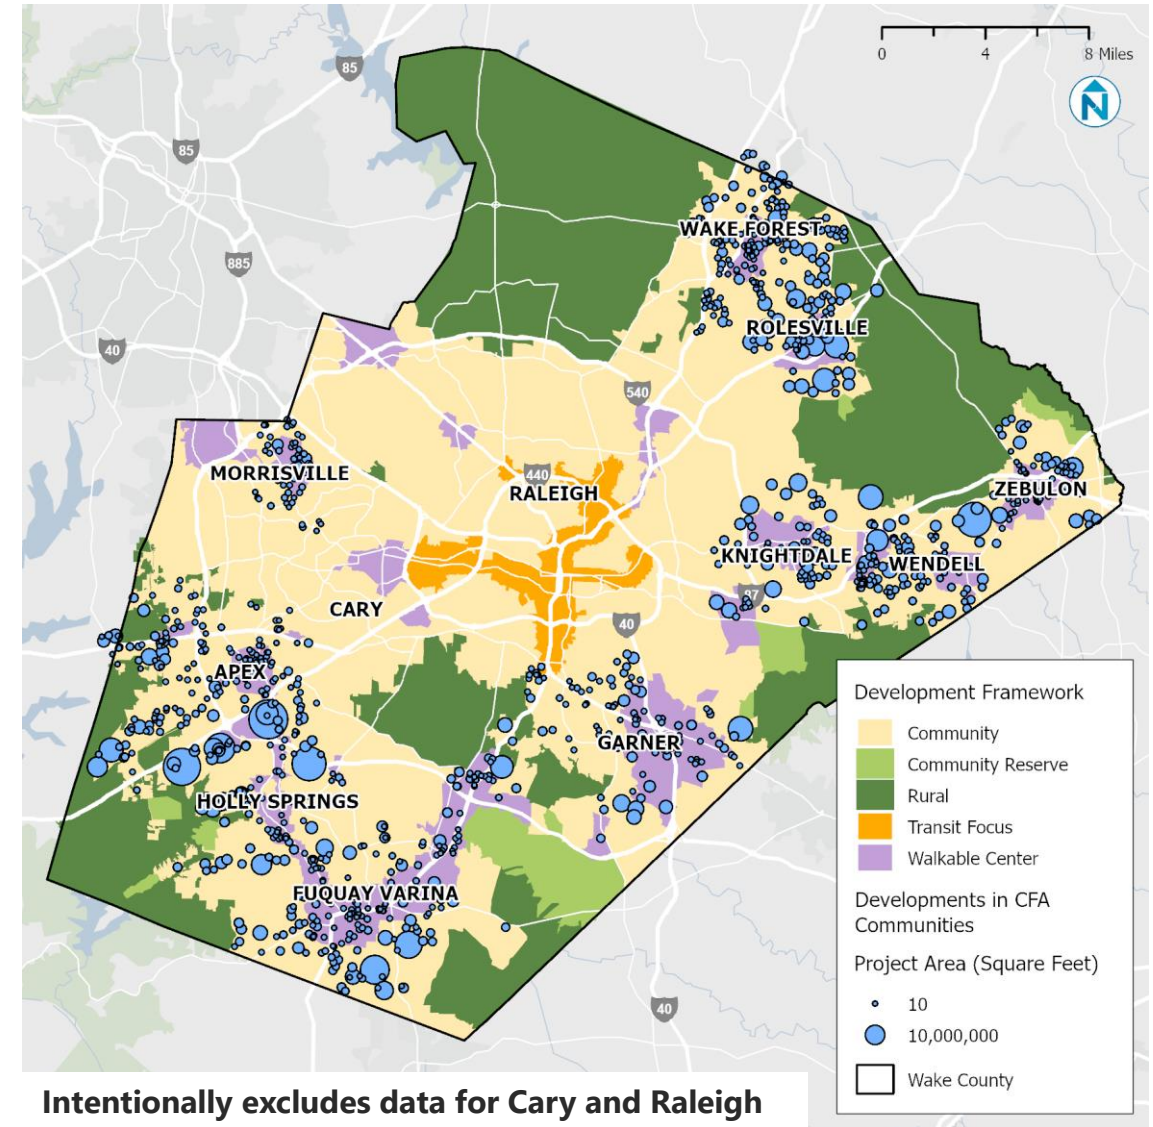 0 4 8 Miles
N
85
85
885
40
WAKE FOREST
ROLESVILLE
540
MORRISVILLE
440
RALEIGH
ZEBULON
KNIGHTDALE
WENDELL
87
CARY
40
APEX
GARNER
HOLLY SPRINGS
FUQUAY VARINA
40
Development Framework
Community
Community Reserve
Rural
Transit Focus
Walkable Center
Developments in CFA
Communities
Project Area (Square Feet)
10
10,000,000
Wake County
Intentionally excludes data for Cary and Raleigh